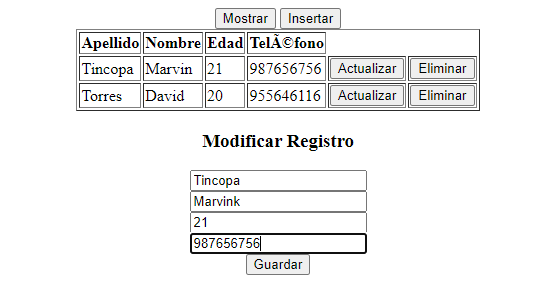 Mostrar Insertar
Apellido Nombre Edad TelÃ©fono
Tincopa Marvin 21 987656756 Actualizar Eliminar
Torres David 20 955646116 Actualizar Eliminar
Modificar Registro
Tincopa
Marvink
21
987656756
Guardar